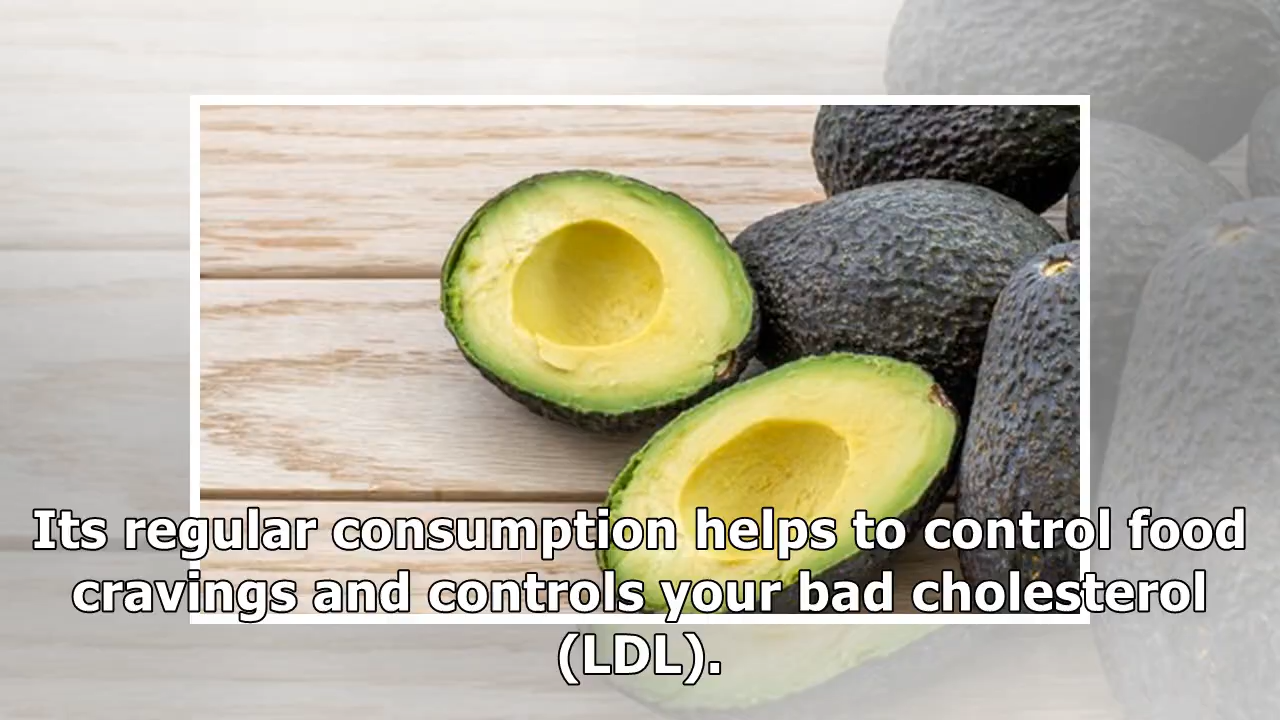 Its regular consumption helps to control food
cravings and controls your bad cholesterol
(LDL).